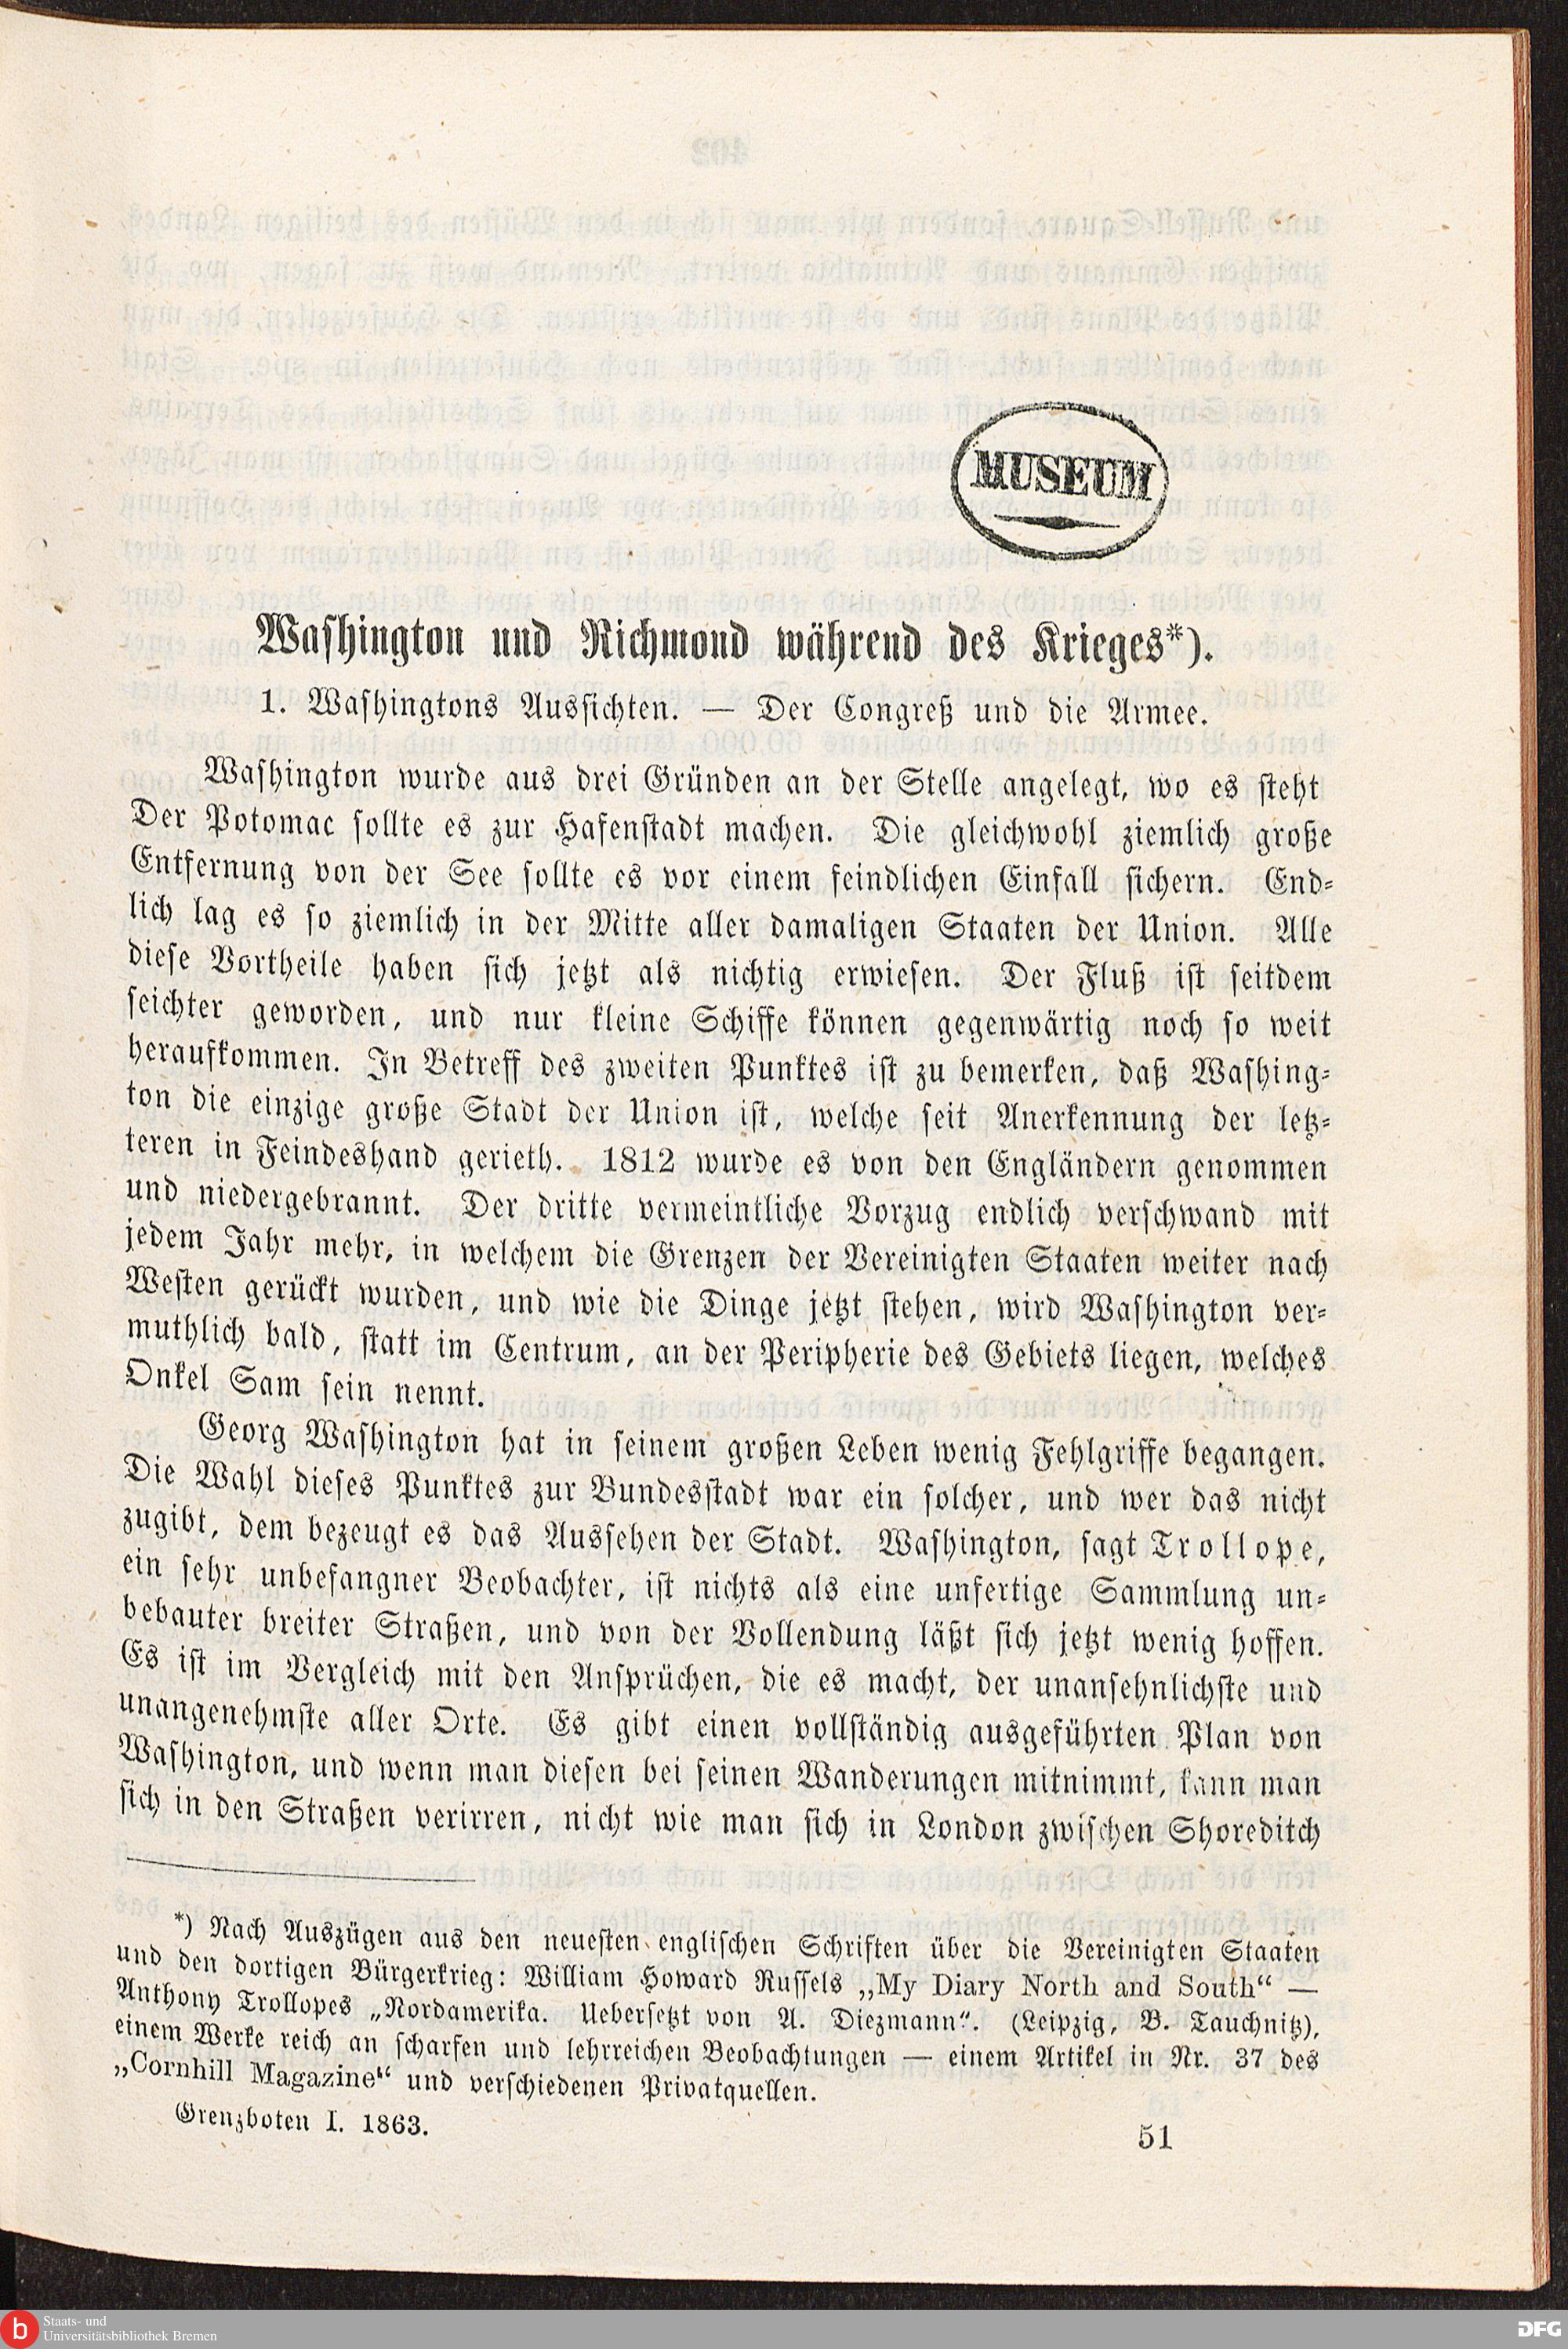 MUSEUM
Washington und Richmond während des Krieges*).
1. Washingtons Aussichten. — Der Congreß und die Armee.
Washington wurde aus drei Gründen an der Stelle angelegt, wo es steht
Der Potomac sollte es zur Hafenstadt machen. Die gleichwohl ziemlich große
Entfernung von der See sollte es vor einem feindlichen Einfall sichern. End-
lich lag es so ziemlich in der Mitte aller damaligen Staaten der Union. Alle
diese Vortheile haben sich jetzt als nichtig erwiesen. Der Fluß ist seitdem
seichter geworden, und nur kleine Schiffe können gegenwärtig noch so weit
heraufkommen. In Betreff des zweiten Punktes ist zu bemerken, daß Washing-
ton die einzige große Stadt der Union ist, welche seit Anerkennung der letz-
teren in Feindeshand gerieth. 1812 wurde es von den Engländern genommen
und niedergebrannt. Der dritte vermeintliche Vorzug endlich verschwand mit
jedem Jahr mehr, in welchem die Grenzen der Vereinigten Staaten weiter nach
Westen gerückt wurden, und wie die Dinge jetzt stehen, wird Washington ver-
muthlich bald, statt im Centrum, an der Peripherie des Gebiets liegen, welches
Onkel Sam sein nennt.
Georg Washington hat in seinem großen Leben wenig Fehlgriffe begangen.
Die Wahl dieses Punktes zur Bundesstadt war ein solcher, und wer das nicht
zugibt, dem bezeugt es das Aussehen der Stadt. Washington, sagt Trollope,
ein sehr unbefangner Beobachter, ist nichts als eine unfertige Sammlung un-
bebauter breiter Straßen, und von der Vollendung läßt sich jetzt wenig hoffen.
Es ist im Vergleich mit den Ansprüchen, die es macht, der unansehnlichste und
unangenehmste aller Orte. Es gibt einen vollständig ausgeführten Plan von
Washington, und wenn man diesen bei seinen Wanderungen mitnimmt, kann man
sich in den Straßen verirren, nicht wie man sich in London zwischen Shoreditch
*) Nach Auszügen aus den neuesten englischen Schriften über die Vereinigten Staaten
und den dortigen Bürgerkrieg: William Howard Russels „My Diary North and South“ —
Anthony Trollopes „Nordamerika. Uebersetzt von A. Diezmann“. (Leipzig, B. Tauchnitz),
einem Werke reich an scharfen und lehrreichen Beobachtungen — einem Artikel in Nr. 37 des
„Cornhill Magazine“ und verschiedenen Privatquellen.
Grenzboten I. 1863.
51
b Staats- und
Universitätsbibliothek Bremen
DFG